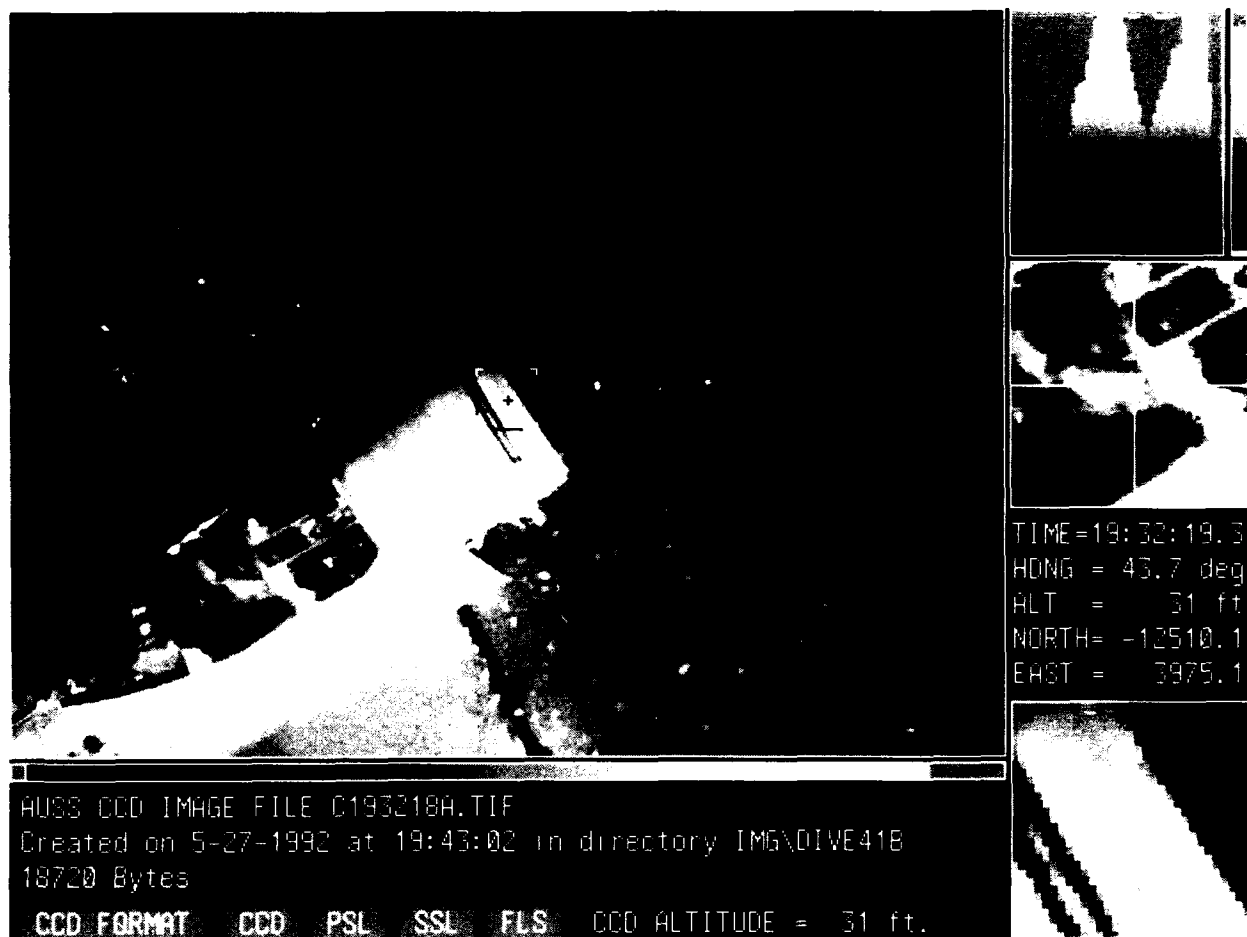 TIME=19:32:19.3
HDNG = 43.7 deg
ALT = 31 ft
NORTH= -12510.1
EAST = 3975.1
AUSS CCD IMAGE FILE C193218A.TIF
Created on 5-27-1992 at 19:43:02 in directory IMG\DIVE41B
18720 Bytes
CCD FORMAT CCD PSL SSL FLS CCD ALTITUDE = 31 ft.